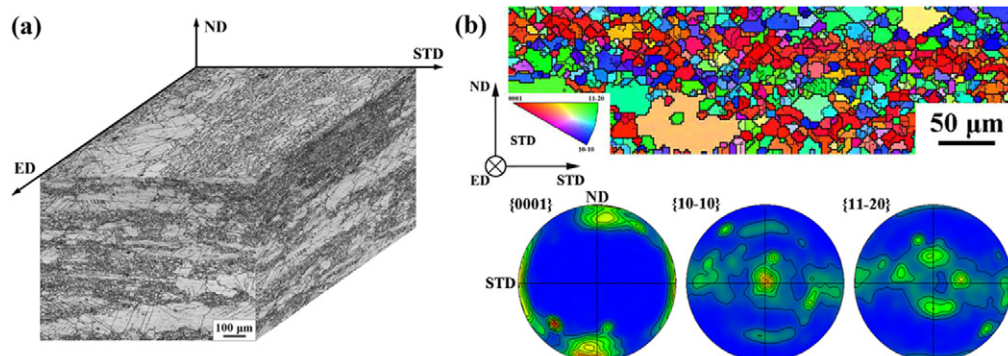 (a)
ND
STD
ED
100 μm
(b)
ND
0001
11-20
STD
10-10
ED
STD
50 μm
{0001}
ND
{10-10}
{11-20}
STD